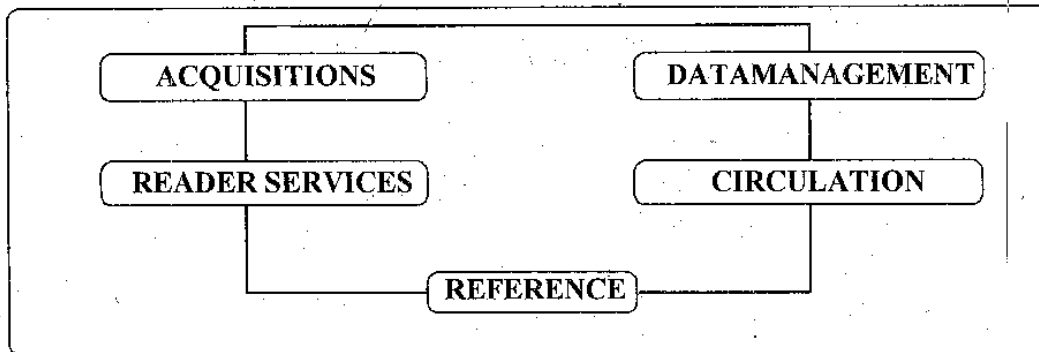 ACQUISITIONS
DATAMANAGEMENT
READER SERVICES
CIRCULATION
REFERENCE